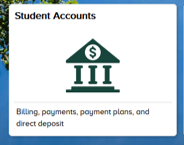 Student Accounts
$
Billing, payments, payment plans, and
direct deposit